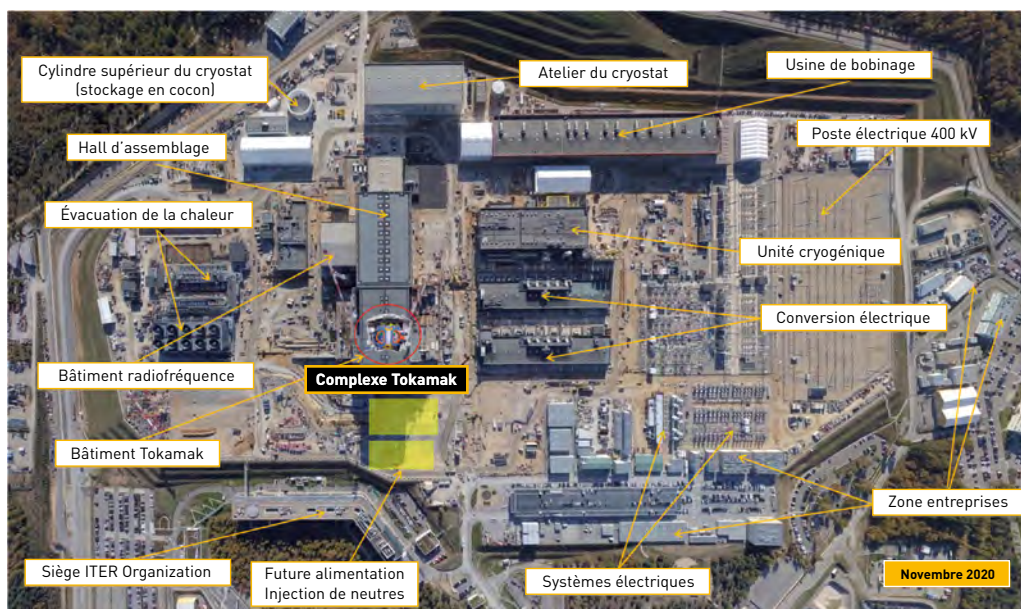 Cylindre supérieur du cryostat
(stockage en cocon)
Atelier du cryostat
Usine de bobinage
Hall d'assemblage
Poste électrique 400 kV
Évacuation de la chaleur
Unité cryogénique
Conversion électrique
Bâtiment radiofréquence
Complexe Tokamak
Bâtiment Tokamak
Zone entreprises
Siège ITER Organization
Future alimentation
Injection de neutres
Systèmes électriques
Novembre 2020